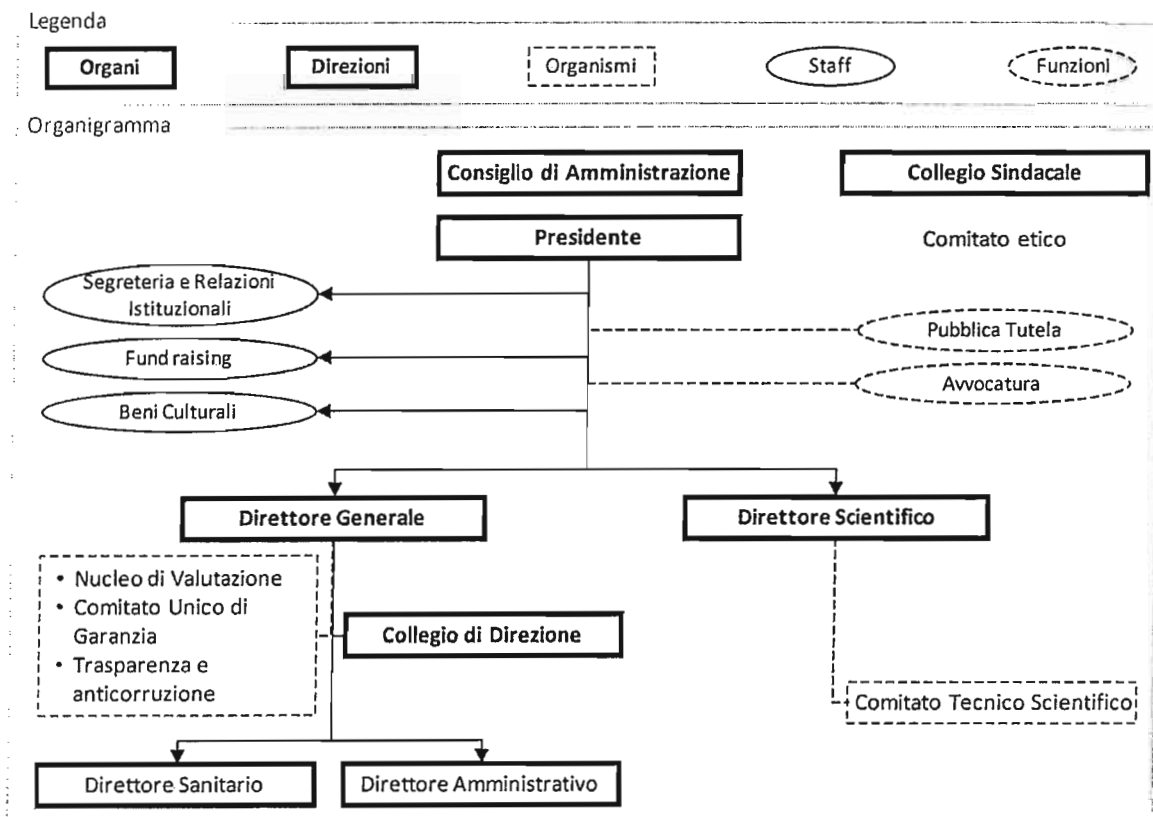 Legenda
Organi
Direzioni
Organismi
Staff
Funzioni
Organigramma
Consiglio di Amministrazione
Collegio Sindacale
Presidente
Comitato etico
Segreteria e Relazioni
Istituzionali
Pubblica Tutela
Fund raising
Avvocatura
Beni Culturali
Direttore Generale
Direttore Scientifico
• Nucleo di Valutazione
• Comitato Unico di
Garanzia
• Trasparenza e
anticorruzione
Collegio di Direzione
Comitato Tecnico Scientifico
Direttore Sanitario
Direttore Amministrativo